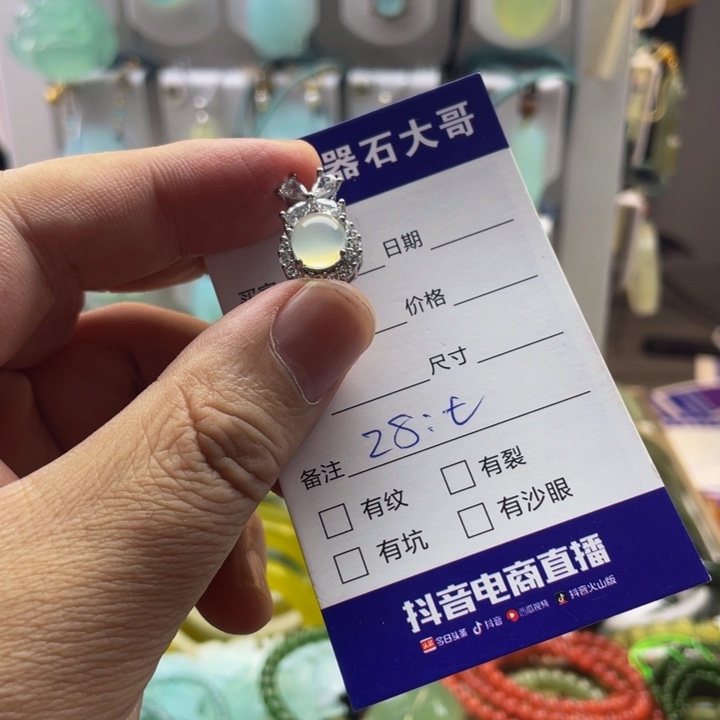 器石大哥
日期
价格
尺寸
备注 28:t
有纹 有裂
有坑 有沙眼
抖音电商直播
头条 今日头条 抖音 西瓜视频 抖音火山版